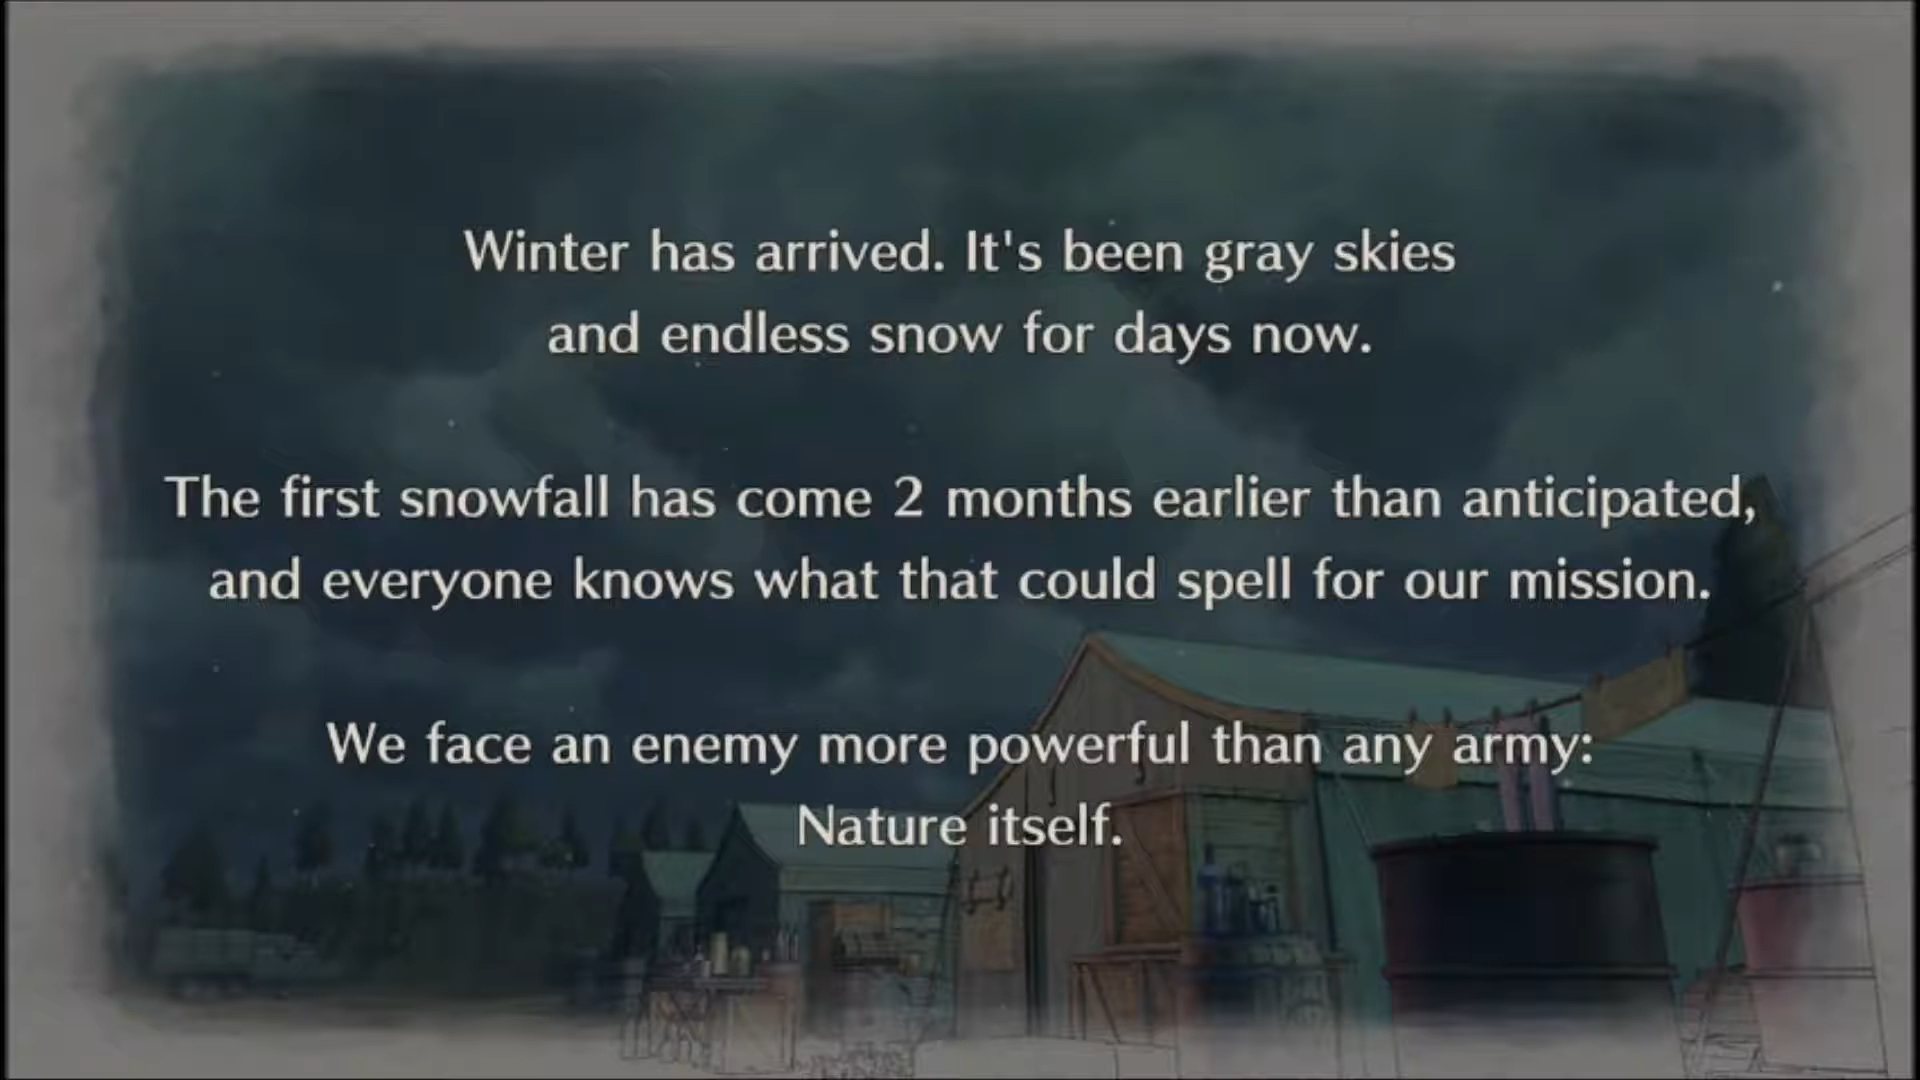 Winter has arrived. It's been gray skies
and endless snow for days now.
The first snowfall has come 2 months earlier than anticipated,
and everyone knows what that could spell for our mission.
We face an enemy more powerful than any army:
Nature itself.